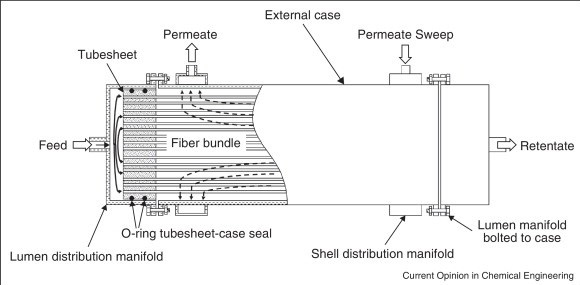 External case
Permeate
Permeate Sweep
Tubesheet
Feed
Fiber bundle
Retentate
O-ring tubesheet-case seal
Lumen manifold
bolted to case
Lumen distribution manifold
Shell distribution manifold
Current Opinion in Chemical Engineering